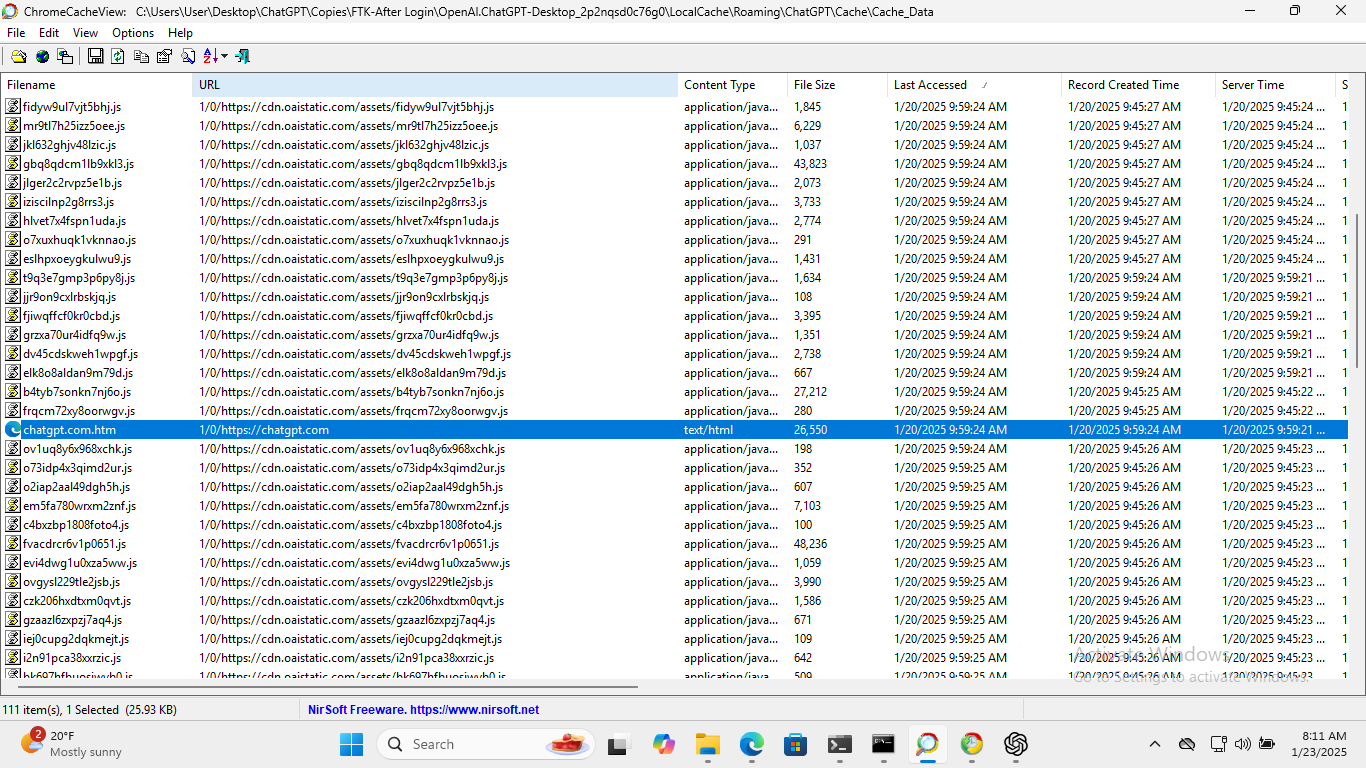 ChromeCacheView: C:\Users\User\Desktop\ChatGPT\Copies\FTK-After Login\OpenAI.ChatGPT-Desktop_2p2nqsd0c76g0\LocalCache\Roaming\ChatGPT\Cache\Cache_Data
File Edit View Options Help
Filename URL Content Type File Size Last Accessed / Record Created Time Server Time S
fidyw9ul7vjt5bhj.js 1/0/https://cdn.oaistatic.com/assets/fidyw9ul7vjt5bhj.js application/java... 1,845 1/20/2025 9:59:24 AM 1/20/2025 9:45:27 AM 1/20/2025 9:45:24 ... 1
mr9tl7h25izz5oee.js 1/0/https://cdn.oaistatic.com/assets/mr9tl7h25izz5oee.js application/java... 6,229 1/20/2025 9:59:24 AM 1/20/2025 9:45:27 AM 1/20/2025 9:45:24 ... 1
jkl632ghjv48lzic.js 1/0/https://cdn.oaistatic.com/assets/jkl632ghjv48lzic.js application/java... 1,037 1/20/2025 9:59:24 AM 1/20/2025 9:45:27 AM 1/20/2025 9:45:24 ... 1
gbq8qdcm1lb9xkl3.js 1/0/https://cdn.oaistatic.com/assets/gbq8qdcm1lb9xkl3.js application/java... 43,823 1/20/2025 9:59:24 AM 1/20/2025 9:45:27 AM 1/20/2025 9:45:24 ... 1
jlger2c2rvpz5e1b.js 1/0/https://cdn.oaistatic.com/assets/jlger2c2rvpz5e1b.js application/java... 2,073 1/20/2025 9:59:24 AM 1/20/2025 9:45:27 AM 1/20/2025 9:45:24 ... 1
iziscilnp2g8rrs3.js 1/0/https://cdn.oaistatic.com/assets/iziscilnp2g8rrs3.js application/java... 3,733 1/20/2025 9:59:24 AM 1/20/2025 9:45:27 AM 1/20/2025 9:45:24 ... 1
hlvet7x4fspn1uda.js 1/0/https://cdn.oaistatic.com/assets/hlvet7x4fspn1uda.js application/java... 2,774 1/20/2025 9:59:24 AM 1/20/2025 9:45:27 AM 1/20/2025 9:45:24 ... 1
o7xuxhuqk1vknnao.js 1/0/https://cdn.oaistatic.com/assets/o7xuxhuqk1vknnao.js application/java... 291 1/20/2025 9:59:24 AM 1/20/2025 9:45:27 AM 1/20/2025 9:45:24 ... 1
eslhpxoeygkulwu9.js 1/0/https://cdn.oaistatic.com/assets/eslhpxoeygkulwu9.js application/java... 1,431 1/20/2025 9:59:24 AM 1/20/2025 9:45:27 AM 1/20/2025 9:45:24 ... 1
t9q3e7gmp3p6py8j.js 1/0/https://cdn.oaistatic.com/assets/t9q3e7gmp3p6py8j.js application/java... 1,634 1/20/2025 9:59:24 AM 1/20/2025 9:59:24 AM 1/20/2025 9:59:21 ... 1
jjr9on9cxlrbskjq.js 1/0/https://cdn.oaistatic.com/assets/jjr9on9cxlrbskjq.js application/java... 108 1/20/2025 9:59:24 AM 1/20/2025 9:59:24 AM 1/20/2025 9:59:21 ... 1
fjiwqffcf0kr0cbd.js 1/0/https://cdn.oaistatic.com/assets/fjiwqffcf0kr0cbd.js application/java... 3,395 1/20/2025 9:59:24 AM 1/20/2025 9:59:24 AM 1/20/2025 9:59:21 ... 1
grzxa70ur4idfq9w.js 1/0/https://cdn.oaistatic.com/assets/grzxa70ur4idfq9w.js application/java... 1,351 1/20/2025 9:59:24 AM 1/20/2025 9:59:24 AM 1/20/2025 9:59:21 ... 1
dv45cdskweh1wpgf.js 1/0/https://cdn.oaistatic.com/assets/dv45cdskweh1wpgf.js application/java... 2,738 1/20/2025 9:59:24 AM 1/20/2025 9:59:24 AM 1/20/2025 9:59:21 ... 1
elk8o8aldan9m79d.js 1/0/https://cdn.oaistatic.com/assets/elk8o8aldan9m79d.js application/java... 667 1/20/2025 9:59:24 AM 1/20/2025 9:59:24 AM 1/20/2025 9:59:21 ... 1
b4tyb7sonkn7nj6o.js 1/0/https://cdn.oaistatic.com/assets/b4tyb7sonkn7nj6o.js application/java... 27,212 1/20/2025 9:59:24 AM 1/20/2025 9:45:25 AM 1/20/2025 9:45:22 ... 1
frqcm72xy8oorwgv.js 1/0/https://cdn.oaistatic.com/assets/frqcm72xy8oorwgv.js application/java... 280 1/20/2025 9:59:24 AM 1/20/2025 9:45:25 AM 1/20/2025 9:45:22 ... 1
chatgpt.com.htm 1/0/https://chatgpt.com text/html 26,550 1/20/2025 9:59:24 AM 1/20/2025 9:59:24 AM 1/20/2025 9:59:21 ... 1
ov1uq8y6x968xchk.js 1/0/https://cdn.oaistatic.com/assets/ov1uq8y6x968xchk.js application/java... 198 1/20/2025 9:59:24 AM 1/20/2025 9:45:26 AM 1/20/2025 9:45:23 ... 1
o73idp4x3qimd2ur.js 1/0/https://cdn.oaistatic.com/assets/o73idp4x3qimd2ur.js application/java... 352 1/20/2025 9:59:25 AM 1/20/2025 9:45:26 AM 1/20/2025 9:45:23 ... 1
o2iap2aal49dgh5h.js 1/0/https://cdn.oaistatic.com/assets/o2iap2aal49dgh5h.js application/java... 607 1/20/2025 9:59:25 AM 1/20/2025 9:45:26 AM 1/20/2025 9:45:23 ... 1
em5fa780wrxm2znf.js 1/0/https://cdn.oaistatic.com/assets/em5fa780wrxm2znf.js application/java... 7,103 1/20/2025 9:59:25 AM 1/20/2025 9:45:26 AM 1/20/2025 9:45:23 ... 1
c4bxzbp1808foto4.js 1/0/https://cdn.oaistatic.com/assets/c4bxzbp1808foto4.js application/java... 100 1/20/2025 9:59:25 AM 1/20/2025 9:45:26 AM 1/20/2025 9:45:23 ... 1
fvacdrcr6v1p0651.js 1/0/https://cdn.oaistatic.com/assets/fvacdrcr6v1p0651.js application/java... 48,236 1/20/2025 9:59:25 AM 1/20/2025 9:45:26 AM 1/20/2025 9:45:23 ... 1
evi4dwg1u0xza5ww.js 1/0/https://cdn.oaistatic.com/assets/evi4dwg1u0xza5ww.js application/java... 1,059 1/20/2025 9:59:25 AM 1/20/2025 9:45:26 AM 1/20/2025 9:45:23 ... 1
ovgysl229tle2jsb.js 1/0/https://cdn.oaistatic.com/assets/ovgysl229tle2jsb.js application/java... 3,990 1/20/2025 9:59:25 AM 1/20/2025 9:45:26 AM 1/20/2025 9:45:23 ... 1
czk206hxdtxm0qvt.js 1/0/https://cdn.oaistatic.com/assets/czk206hxdtxm0qvt.js application/java... 1,586 1/20/2025 9:59:25 AM 1/20/2025 9:45:26 AM 1/20/2025 9:45:23 ... 1
gzaazl6zxpzj7aq4.js 1/0/https://cdn.oaistatic.com/assets/gzaazl6zxpzj7aq4.js application/java... 671 1/20/2025 9:59:25 AM 1/20/2025 9:45:26 AM 1/20/2025 9:45:23 ... 1
iej0cupg2dqkmejt.js 1/0/https://cdn.oaistatic.com/assets/iej0cupg2dqkmejt.js application/java... 109 1/20/2025 9:59:25 AM 1/20/2025 9:45:26 AM 1/20/2025 9:45:23 ... 1
i2n91pca38xxrzic.js 1/0/https://cdn.oaistatic.com/assets/i2n91pca38xxrzic.js application/java... 642 1/20/2025 9:59:25 AM 1/20/2025 9:45:26 AM 1/20/2025 9:45:23 ... 1
application/java... 509 1/20/2025 9:59:25 AM 1/20/2025 9:45:26 AM 1/20/2025 9:45:23
Activate Windows
Go to Settings to activate Windows.
111 item(s), 1 Selected (25.93 KB) NirSoft Freeware. https://www.nirsoft.net
2
20°F
Mostly sunny
Search
8:11 AM
1/23/2025